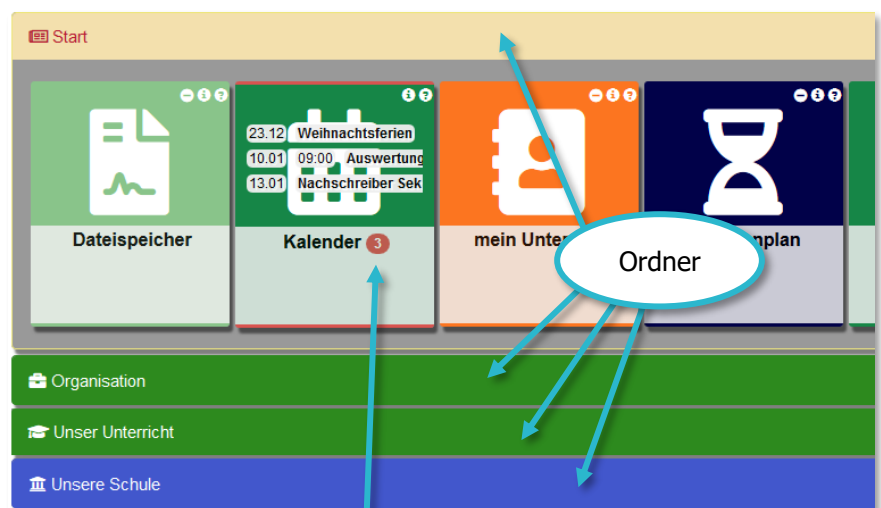 Start
23.12 Weihnachtsferien
10.01 09:00 Auswertung
13.01 Nachschreiber Sek
Dateispeicher
Kalender 3
mein Unter
nplan
Ordner
Organisation
Unser Unterricht
Unsere Schule